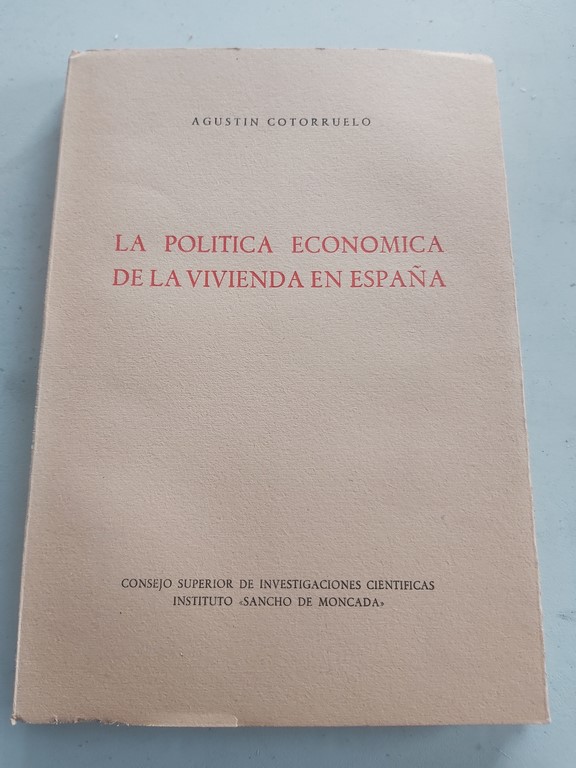 AGUSTIN COTORRUELO
LA POLITICA ECONOMICA
DE LA VIVIENDA EN ESPAÑA
CONSEJO SUPERIOR DE INVESTIGACIONES CIENTIFICAS
INSTITUTO «SANCHO DE MONCADA»